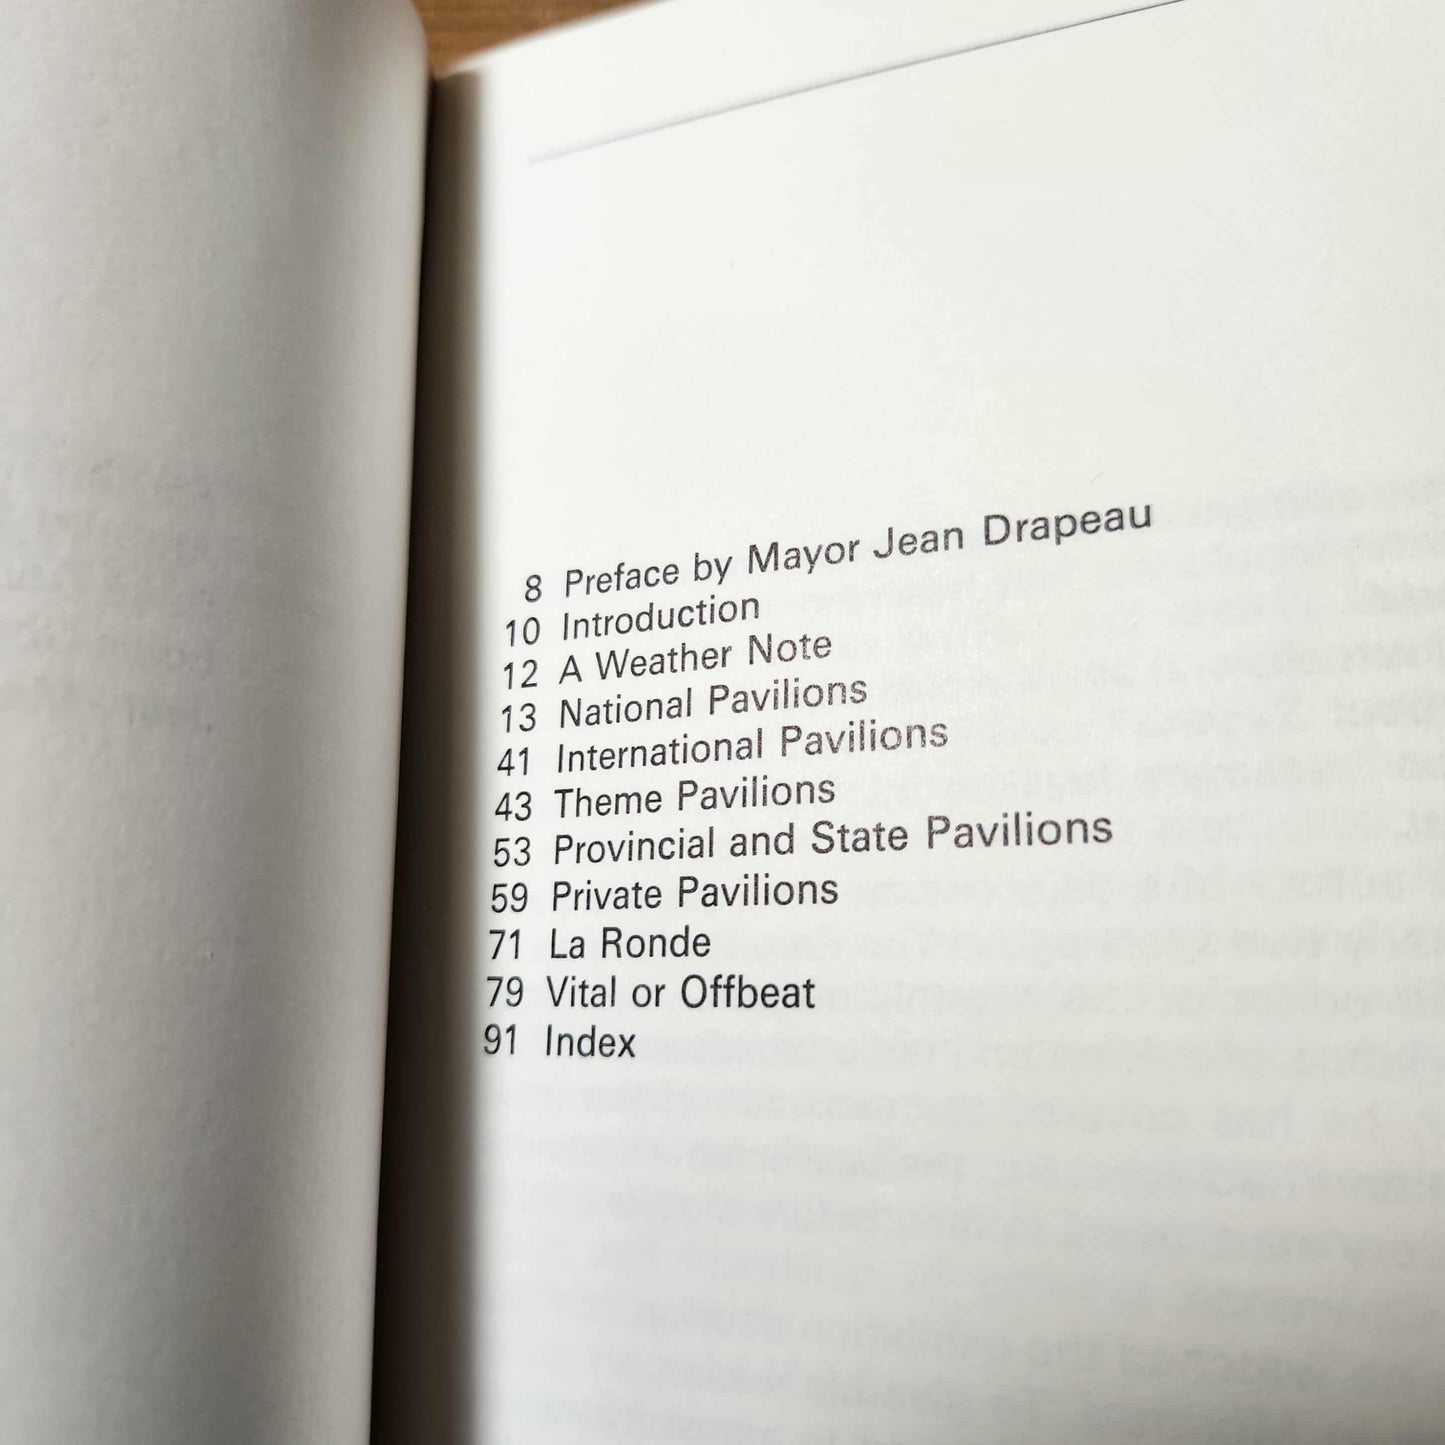 8 Preface by Mayor Jean Drapeau
10 Introduction
12 A Weather Note
13 National Pavilions
41 International Pavilions
43 Theme Pavilions
53 Provincial and State Pavilions
59 Private Pavilions
71 La Ronde
79 Vital or Offbeat
91 Index